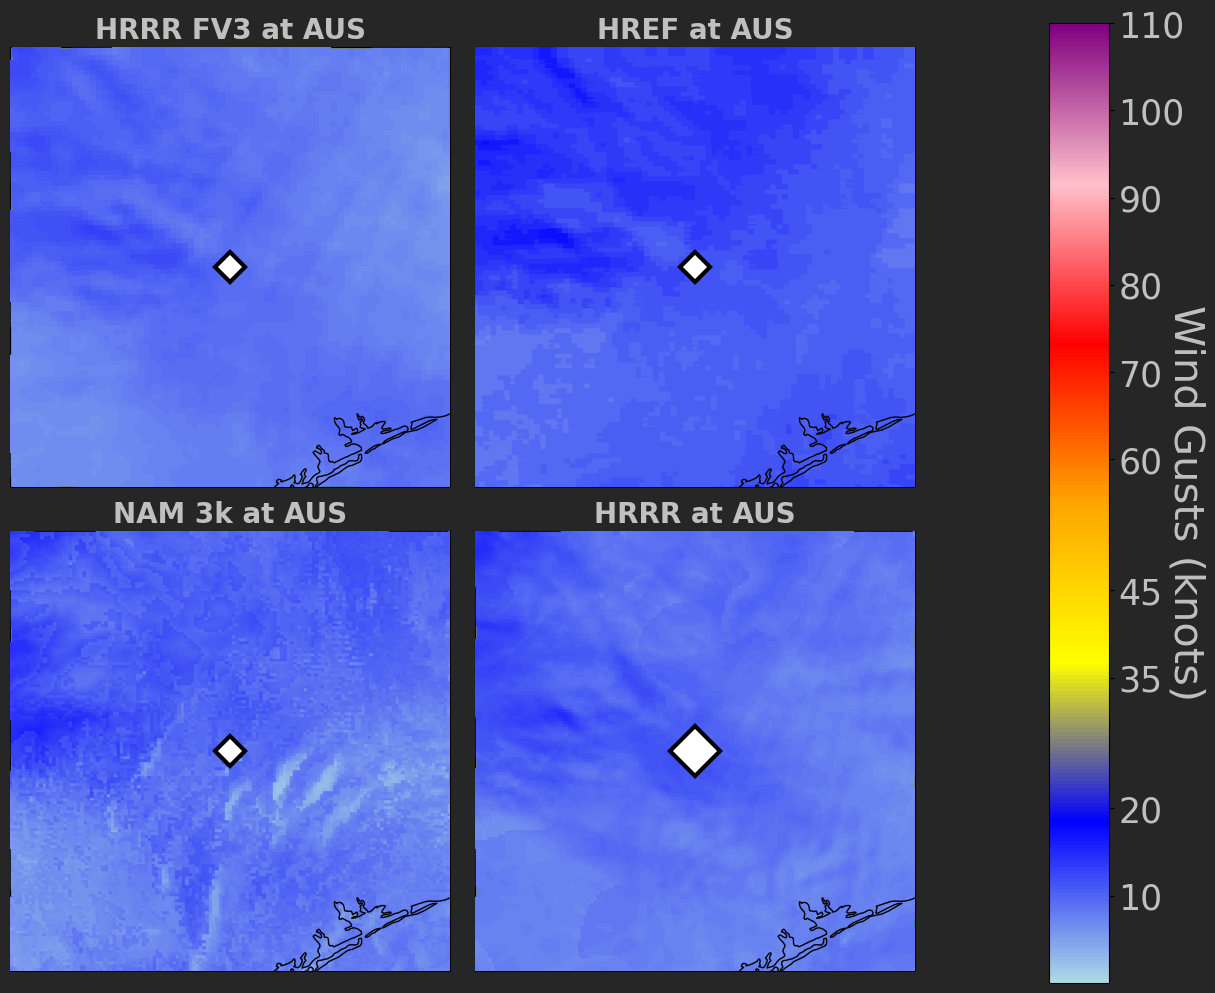 HRRR FV3 at AUS
HREF at AUS
NAM 3k at AUS
HRRR at AUS
110
100
90
80
70
60
45
35
20
10
Wind Gusts (knots)